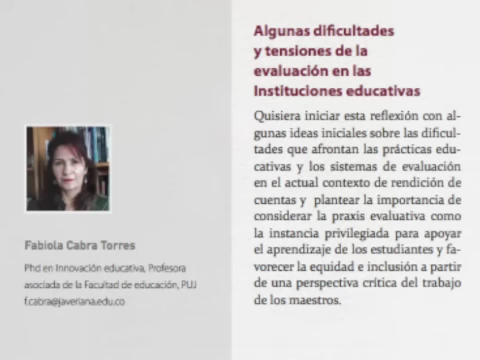 Algunas dificultades
y tensiones de la
evaluación en las
Instituciones educativas
Quisiera iniciar esta reflexión con al-
gunas ideas iniciales sobre las dificul-
tades que afrontan las prácticas edu-
cativas y los sistemas de evaluación
en el actual contexto de rendición de
cuentas y plantear la importancia de
considerar la praxis evaluativa como
la instancia privilegiada para apoyar
el aprendizaje de los estudiantes y fa-
vorecer la equidad e inclusión a partir
de una perspectiva crítica del trabajo
de los maestros.
Fabiola Cabra Torres
Phd en Innovación educativa, Profesora
asociada de la Facultad de educación, PUJ
f.cabra@javeriana.edu.co